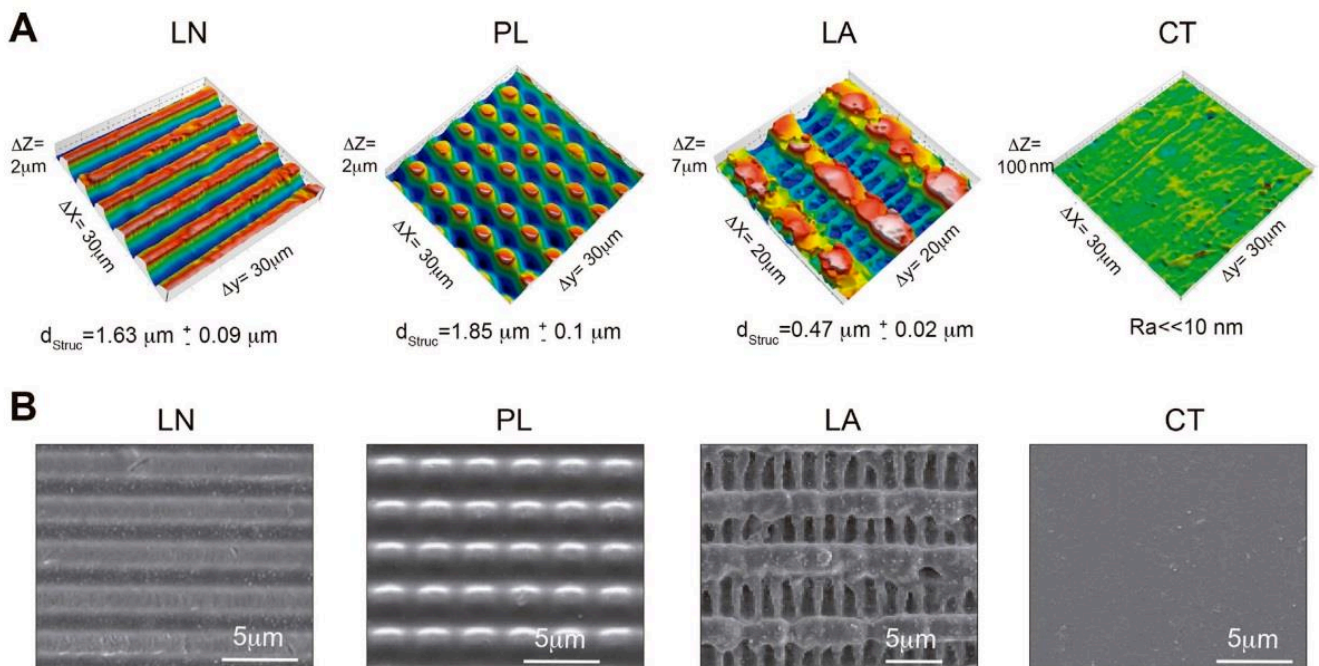 A
LN PL LA CT
ΔZ=
2μm
ΔX= 30μm
Δy= 30μm
d_Struc=1.63 μm ± 0.09 μm
ΔZ=
2μm
ΔX= 30μm
Δy= 30μm
d_Struc=1.85 μm ± 0.1 μm
ΔZ=
7μm
ΔX= 20μm
Δy= 20μm
d_Struc=0.47 μm ± 0.02 μm
ΔZ=
100 nm
ΔX= 30μm
Δy= 30μm
Ra<<10 nm
B
LN PL LA CT
5μm 5μm 5μm 5μm